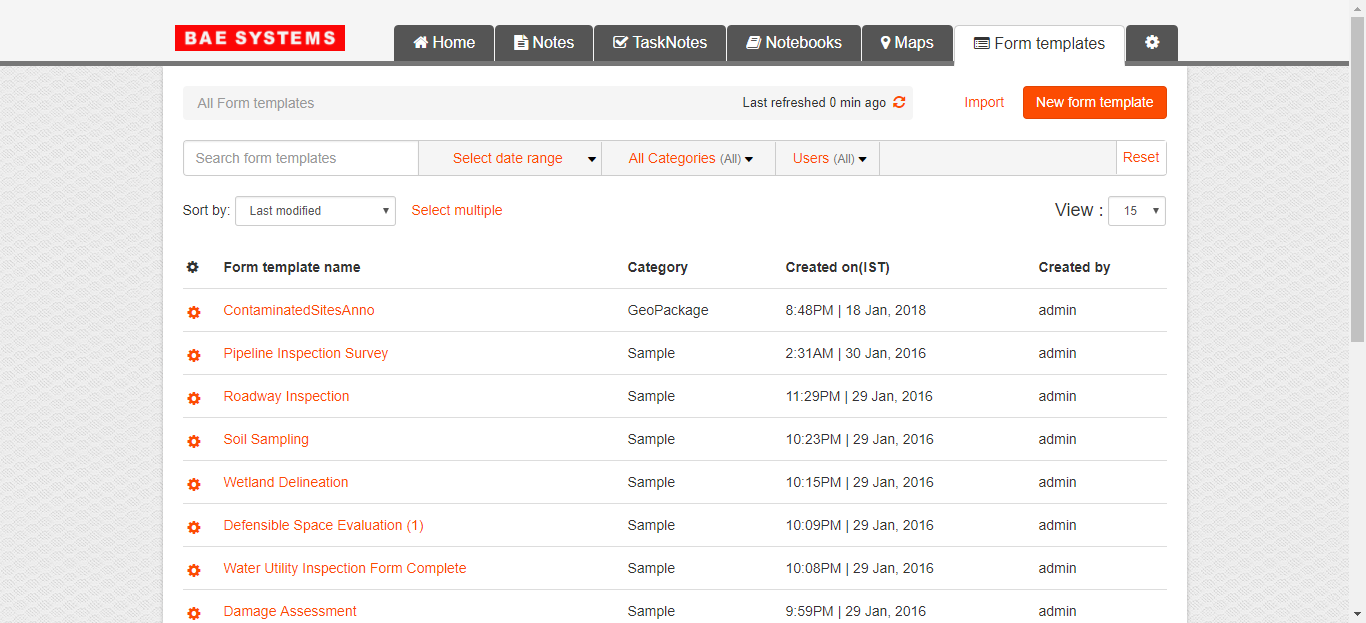 BAE SYSTEMS
Home Notes TaskNotes Notebooks Maps Form templates
All Form templates Last refreshed 0 min ago Import New form template
Search form templates Select date range All Categories (All) Users (All) Reset
Sort by: Last modified Select multiple View : 15
Form template name Category Created on(IST) Created by
ContaminatedSitesAnno GeoPackage 8:48PM | 18 Jan, 2018 admin
Pipeline Inspection Survey Sample 2:31AM | 30 Jan, 2016 admin
Roadway Inspection Sample 11:29PM | 29 Jan, 2016 admin
Soil Sampling Sample 10:23PM | 29 Jan, 2016 admin
Wetland Delineation Sample 10:15PM | 29 Jan, 2016 admin
Defensible Space Evaluation (1) Sample 10:09PM | 29 Jan, 2016 admin
Water Utility Inspection Form Complete Sample 10:08PM | 29 Jan, 2016 admin
Damage Assessment Sample 9:59PM | 29 Jan, 2016 admin